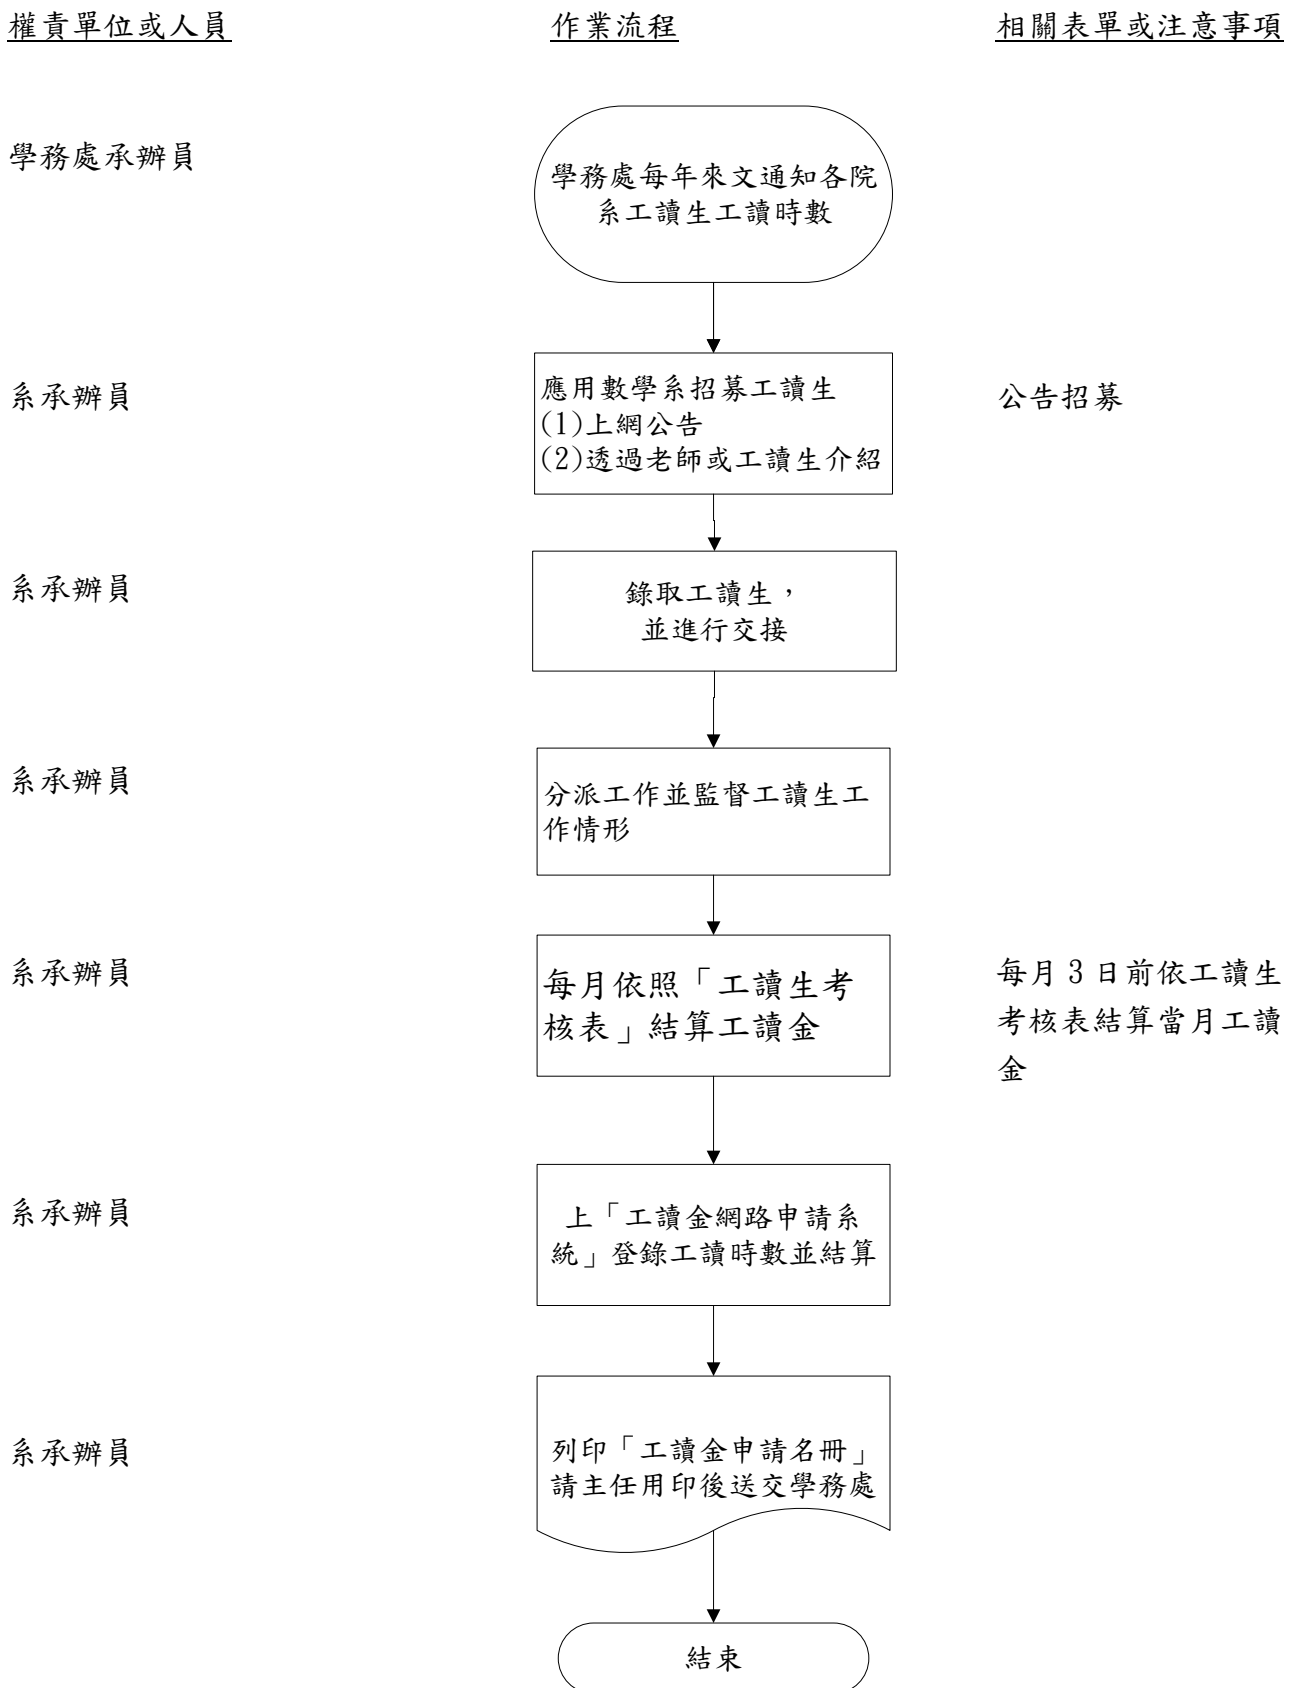 權責單位或人員
作業流程
相關表單或注意事項
學務處承辦員
學務處每年來文通知各院
系工讀生工讀時數
系承辦員
應用數學系招募工讀生
(1)上網公告
(2)透過老師或工讀生介紹
公告招募
系承辦員
錄取工讀生，
並進行交接
系承辦員
分派工作並監督工讀生工
作情形
系承辦員
每月依照「工讀生考
核表」結算工讀金
每月 3 日前依工讀生
考核表結算當月工讀
金
系承辦員
上「工讀金網路申請系
統」登錄工讀時數並結算
系承辦員
列印「工讀金申請名冊」
請主任用印後送交學務處
結束